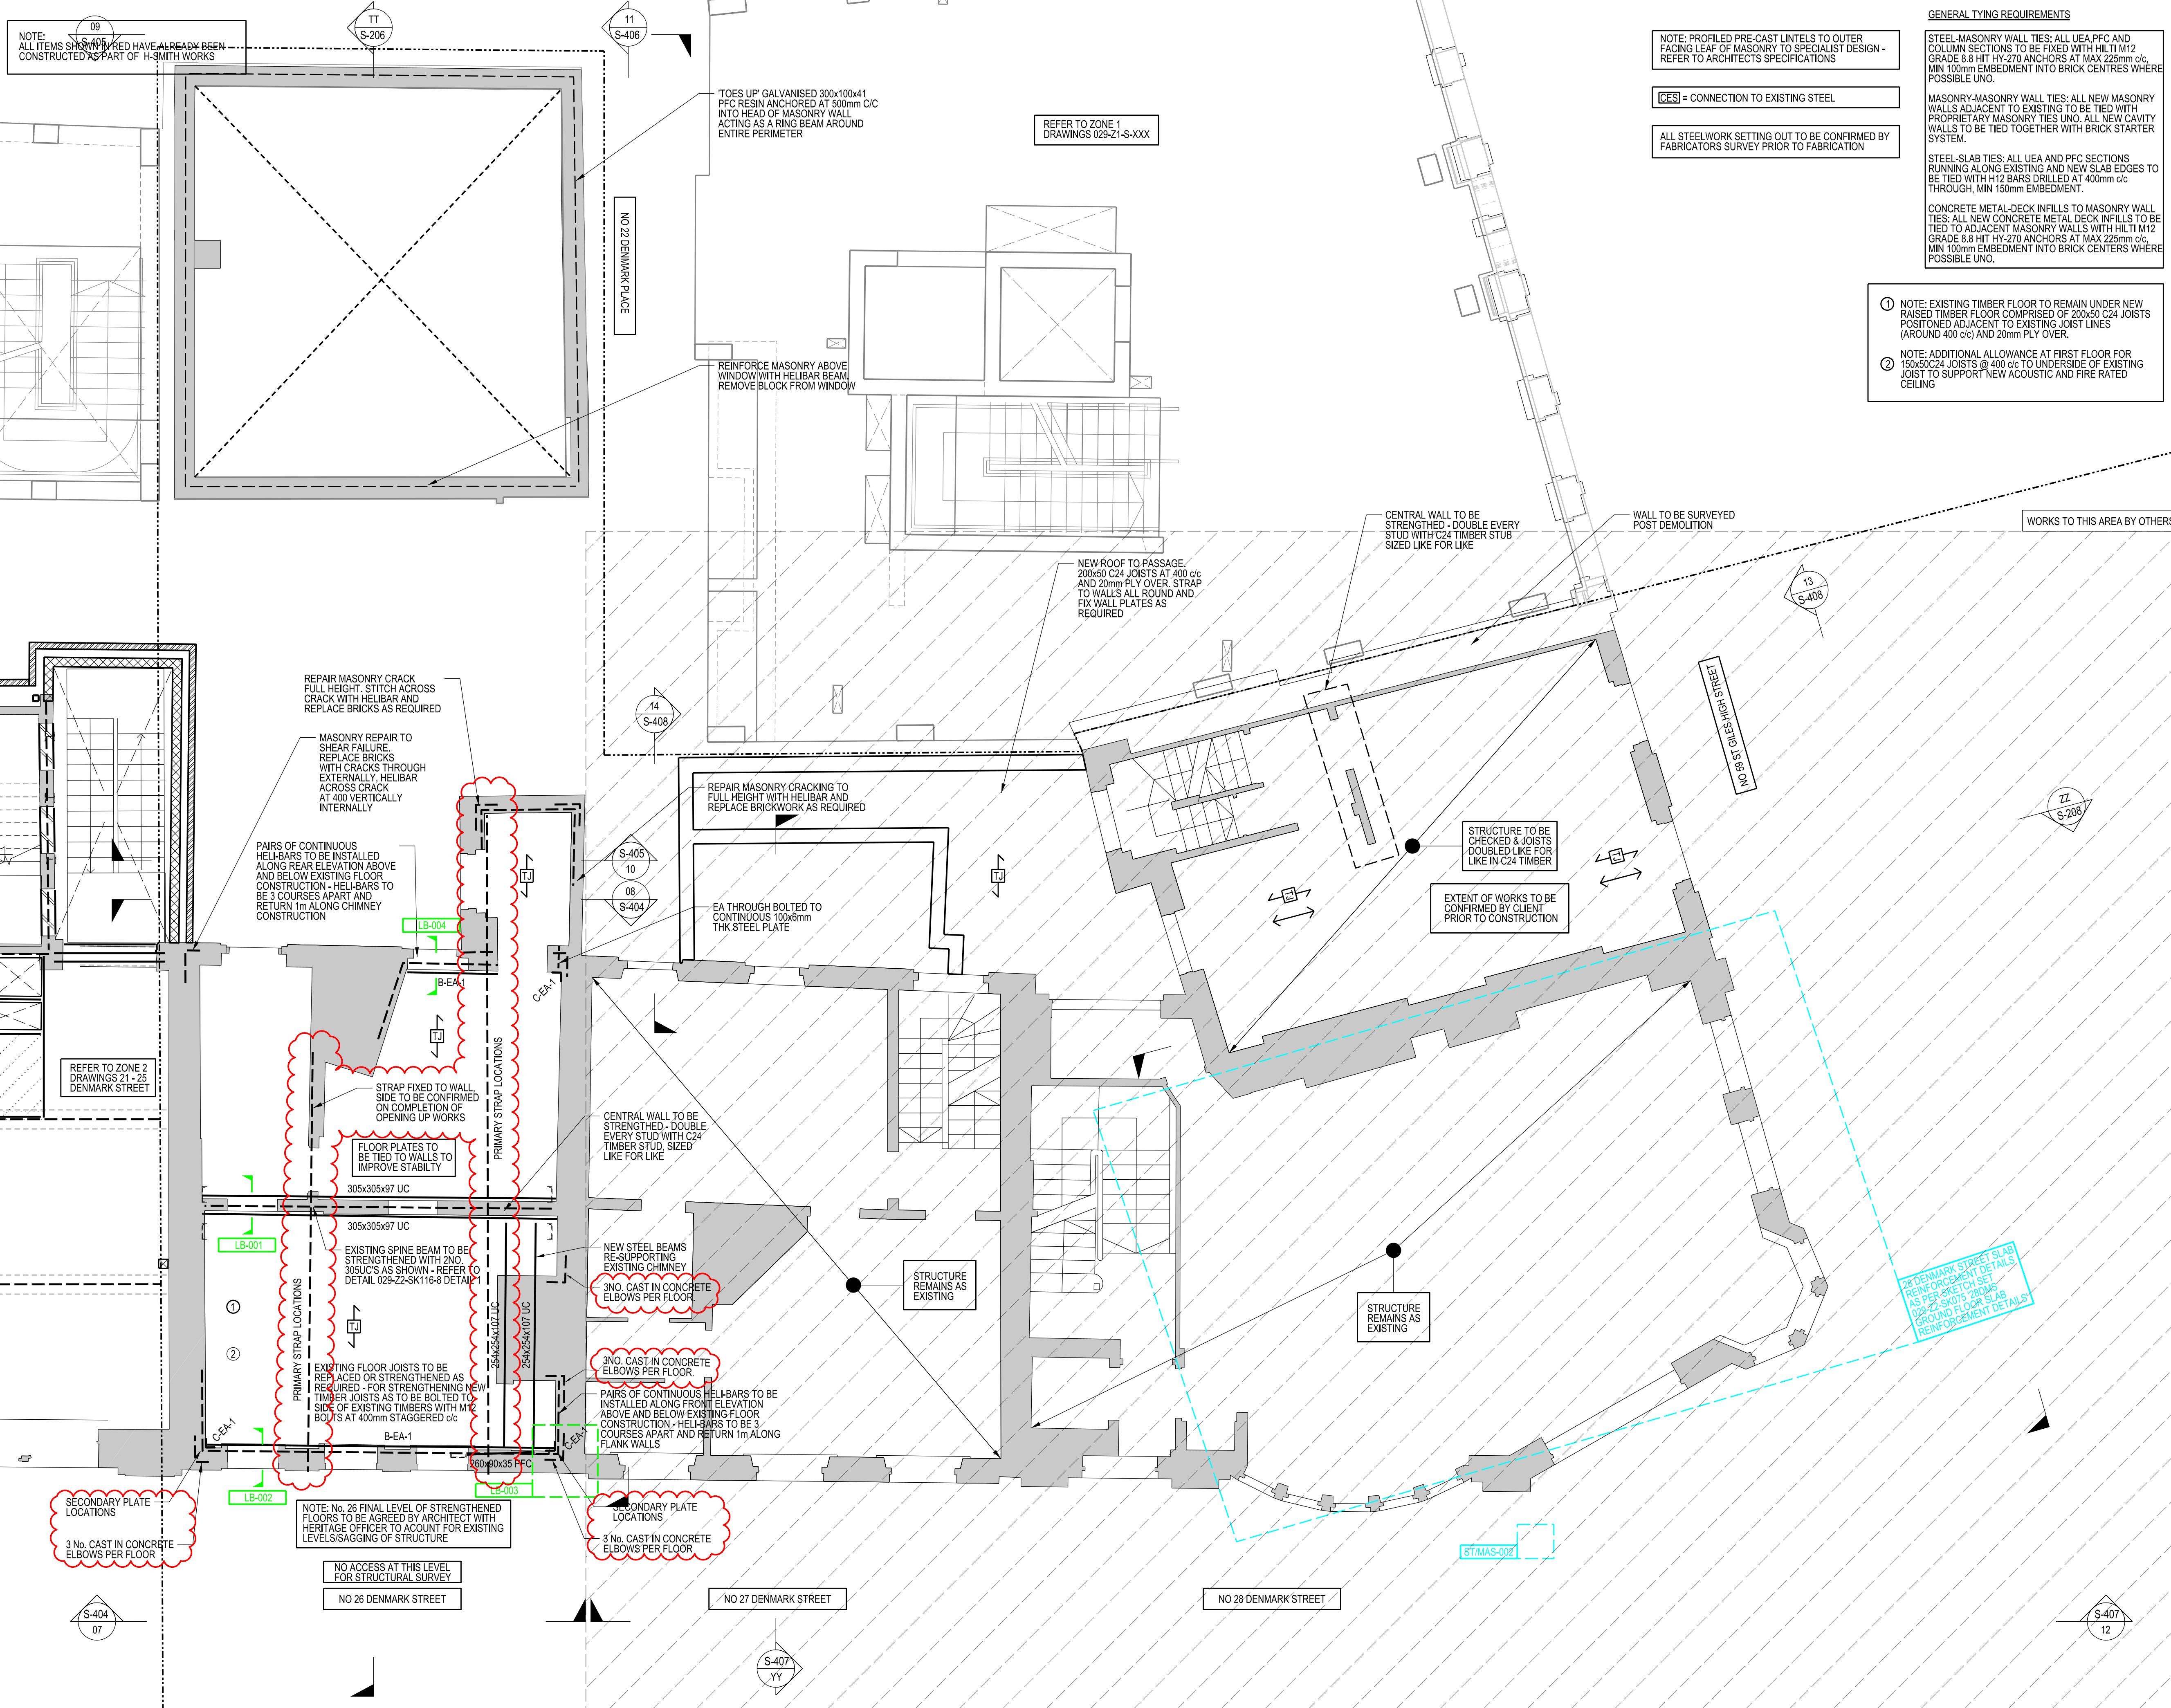 NOTE:
ALL ITEMS SHOWN IN RED HAVE ALREADY BEEN
CONSTRUCTED AS PART OF H-SMITH WORKS
09
S-405
TT
S-206
11
S-406
'TOES UP' GALVANISED 300x100x41
PFC RESIN ANCHORED AT 500mm C/C
INTO HEAD OF MASONRY WALL
ACTING AS A RING BEAM AROUND
ENTIRE PERIMETER
NO 22 DENMARK PLACE
REFER TO ZONE 1
DRAWINGS 029-Z1-S-XXX
NOTE: PROFILED PRE-CAST LINTELS TO OUTER
FACING LEAF OF MASONRY TO SPECIALIST DESIGN -
REFER TO ARCHITECTS SPECIFICATIONS
CES = CONNECTION TO EXISTING STEEL
ALL STEELWORK SETTING OUT TO BE CONFIRMED BY
FABRICATORS SURVEY PRIOR TO FABRICATION
GENERAL TYING REQUIREMENTS
STEEL-MASONRY WALL TIES: ALL UEA,PFC AND
COLUMN SECTIONS TO BE FIXED WITH HILTI M12
GRADE 8.8 HIT HY-270 ANCHORS AT MAX 225mm c/c,
MIN 100mm EMBEDMENT INTO BRICK CENTRES WHERE
POSSIBLE UNO.
MASONRY-MASONRY WALL TIES: ALL NEW MASONRY
WALLS ADJACENT TO EXISTING TO BE TIED WITH
PROPRIETARY MASONRY TIES UNO. ALL NEW CAVITY
WALLS TO BE TIED TOGETHER WITH BRICK STARTER
SYSTEM.
STEEL-SLAB TIES: ALL UEA AND PFC SECTIONS
RUNNING ALONG EXISTING AND NEW SLAB EDGES TO
BE TIED WITH H12 BARS DRILLED AT 400mm c/c
THROUGH, MIN 150mm EMBEDMENT.
CONCRETE METAL-DECK INFILLS TO MASONRY WALL
TIES: ALL NEW CONCRETE METAL DECK INFILLS TO BE
TIED TO ADJACENT MASONRY WALLS WITH HILTI M12
GRADE 8.8 HIT HY-270 ANCHORS AT MAX 225mm c/c,
MIN 100mm EMBEDMENT INTO BRICK CENTERS WHERE
POSSIBLE UNO.
1 NOTE: EXISTING TIMBER FLOOR TO REMAIN UNDER NEW
RAISED TIMBER FLOOR COMPRISED OF 200x50 C24 JOISTS
POSITONED ADJACENT TO EXISTING JOIST LINES
(AROUND 400 c/c) AND 20mm PLY OVER.
2 NOTE: ADDITIONAL ALLOWANCE AT FIRST FLOOR FOR
150x50C24 JOISTS @ 400 c/c TO UNDERSIDE OF EXISTING
JOIST TO SUPPORT NEW ACOUSTIC AND FIRE RATED
CEILING
REINFORCE MASONRY ABOVE
WINDOW WITH HELIBAR BEAM.
REMOVE BLOCK FROM WINDOW
CENTRAL WALL TO BE
STRENGTHED - DOUBLE EVERY
STUD WITH C24 TIMBER STUB
SIZED LIKE FOR LIKE
WALL TO BE SURVEYED
POST DEMOLITION
WORKS TO THIS AREA BY OTHERS
NEW ROOF TO PASSAGE.
200x50 C24 JOISTS AT 400 c/c
AND 20mm PLY OVER. STRAP
TO WALLS ALL ROUND AND
FIX WALL PLATES AS
REQUIRED
13
S-408
REPAIR MASONRY CRACK
FULL HEIGHT. STITCH ACROSS
CRACK WITH HELIBAR AND
REPLACE BRICKS AS REQUIRED
14
S-408
NO 59 ST GILES HIGH STREET
MASONRY REPAIR TO
SHEAR FAILURE.
REPLACE BRICKS
WITH CRACKS THROUGH
EXTERNALLY, HELIBAR
ACROSS CRACK
AT 400 VERTICALLY
INTERNALLY
REPAIR MASONRY CRACKING TO
FULL HEIGHT WITH HELIBAR AND
REPLACE BRICKWORK AS REQUIRED
ZZ
S-208
STRUCTURE TO BE
CHECKED & JOISTS
DOUBLED LIKE FOR
LIKE IN C24 TIMBER
PAIRS OF CONTINUOUS
HELI-BARS TO BE INSTALLED
ALONG REAR ELEVATION ABOVE
AND BELOW EXISTING FLOOR
CONSTRUCTION - HELI-BARS TO
BE 3 COURSES APART AND
RETURN 1m ALONG CHIMNEY
CONSTRUCTION
S-405
10
08
S-404
TJ
TJ
TJ
TJ
EXTENT OF WORKS TO BE
CONFIRMED BY CLIENT
PRIOR TO CONSTRUCTION
EA THROUGH BOLTED TO
CONTINUOUS 100x6mm
THK STEEL PLATE
LB-004
B-EA-1
C-EA-1
TJ
REFER TO ZONE 2
DRAWINGS 21 - 25
DENMARK STREET
PRIMARY STRAP LOCATIONS
STRAP FIXED TO WALL.
SIDE TO BE CONFIRMED
ON COMPLETION OF
OPENING UP WORKS
CENTRAL WALL TO BE
STRENGTHED - DOUBLE
EVERY STUD WITH C24
TIMBER STUD, SIZED
LIKE FOR LIKE
FLOOR PLATES TO
BE TIED TO WALLS TO
IMPROVE STABILTY
305x305x97 UC
305x305x97 UC
LB-001
EXISTING SPINE BEAM TO BE
STRENGTHENED WITH 2NO.
305UC'S AS SHOWN - REFER TO
DETAIL 029-Z2-SK116-8 DETAIL 1
NEW STEEL BEAMS
RE-SUPPORTING
EXISTING CHIMNEY
3NO. CAST IN CONCRETE
ELBOWS PER FLOOR.
STRUCTURE
REMAINS AS
EXISTING
STRUCTURE
REMAINS AS
EXISTING
28 DENMARK STREET SLAB
REINFORCEMENT DETAILS
AS PER SKETCH SET
029-Z2-SK075 '28DMS
GROUND FLOOR SLAB
REINFORCEMENT DETAILS'
1
2
TJ
PRIMARY STRAP LOCATIONS
254x254x107 UC
254x254x107 UC
3NO. CAST IN CONCRETE
ELBOWS PER FLOOR.
EXISTING FLOOR JOISTS TO BE
REPLACED OR STRENGTHENED AS
REQUIRED - FOR STRENGTHENING NEW
TIMBER JOISTS AS TO BE BOLTED TO
SIDE OF EXISTING TIMBERS WITH M12
BOLTS AT 400mm STAGGERED c/c
PAIRS OF CONTINUOUS HELI-BARS TO BE
INSTALLED ALONG FRONT ELEVATION
ABOVE AND BELOW EXISTING FLOOR
CONSTRUCTION - HELI-BARS TO BE 3
COURSES APART AND RETURN 1m ALONG
FLANK WALLS
C-EA-1
B-EA-1
C-EA-1
260x90x35 PFC
LB-002
LB-003
SECONDARY PLATE
LOCATIONS
3 No. CAST IN CONCRETE
ELBOWS PER FLOOR
NOTE: No. 26 FINAL LEVEL OF STRENGTHENED
FLOORS TO BE AGREED BY ARCHITECT WITH
HERITAGE OFFICER TO ACOUNT FOR EXISTING
LEVELS/SAGGING OF STRUCTURE
SECONDARY PLATE
LOCATIONS
3 No. CAST IN CONCRETE
ELBOWS PER FLOOR
ST/MAS-002
NO ACCESS AT THIS LEVEL
FOR STRUCTURAL SURVEY
NO 26 DENMARK STREET
NO 27 DENMARK STREET
NO 28 DENMARK STREET
S-404
07
S-407
YY
S-407
12